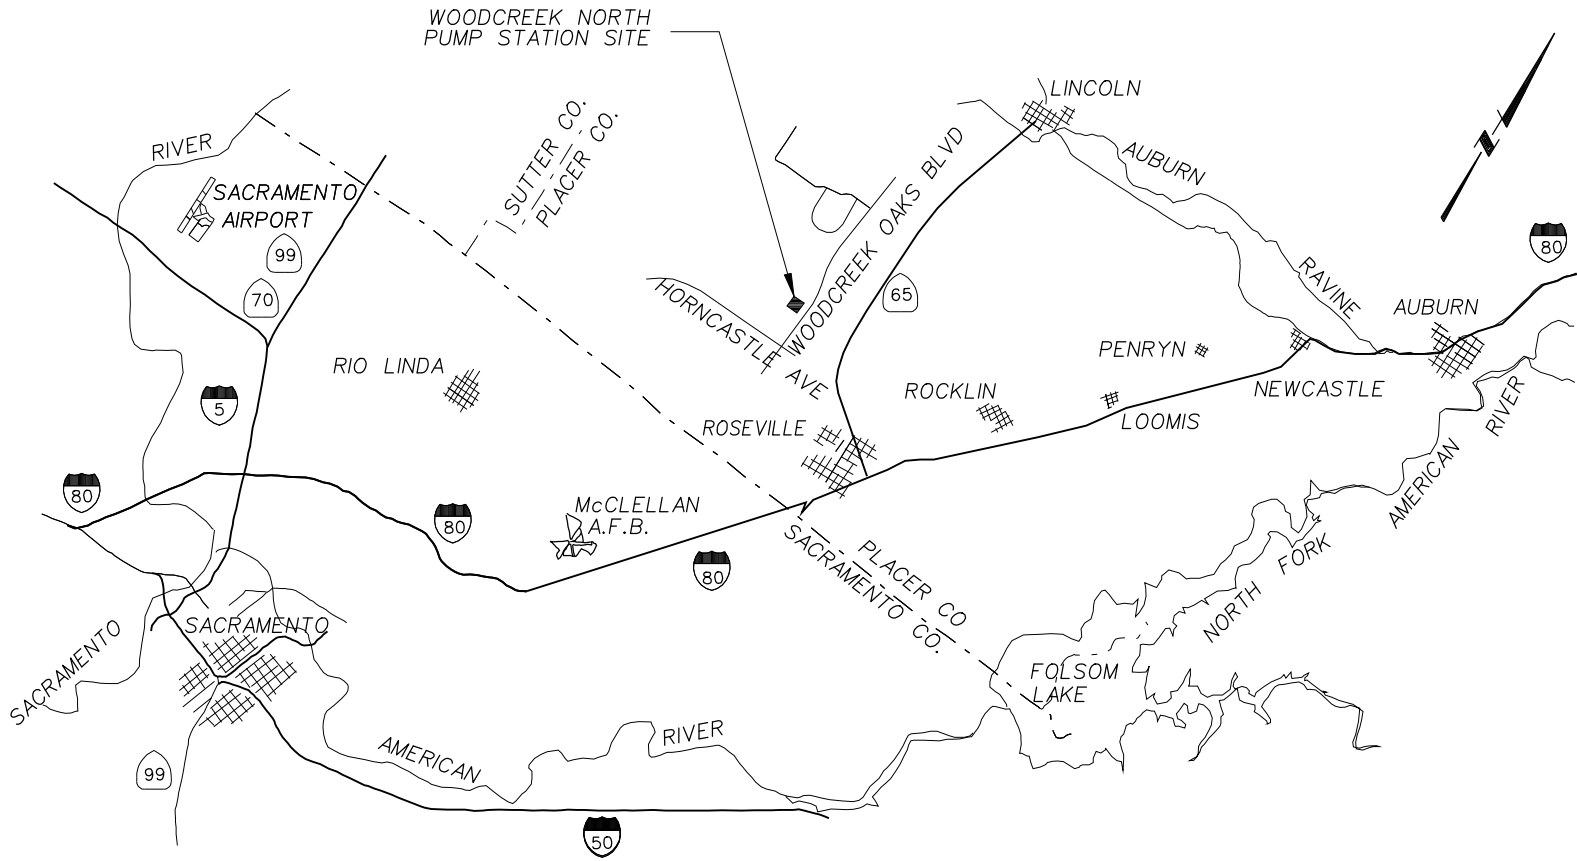 WOODCREEK NORTH
PUMP STATION SITE
LINCOLN
RIVER
SUTTER CO.
PLACER CO.
WOODCREEK OAKS BLVD
AUBURN
RAVINE
SACRAMENTO
AIRPORT
99
70
80
65
HORNCASTLE AVE
AUBURN
RIO LINDA
PENRYN
NEWCASTLE
ROCKLIN
LOOMIS
5
ROSEVILLE
80
80
McCLELLAN
A.F.B.
80
PLACER CO
SACRAMENTO CO.
AMERICAN RIVER
NORTH FORK
SACRAMENTO
SACRAMENTO
FOLSOM
LAKE
AMERICAN
RIVER
99
50